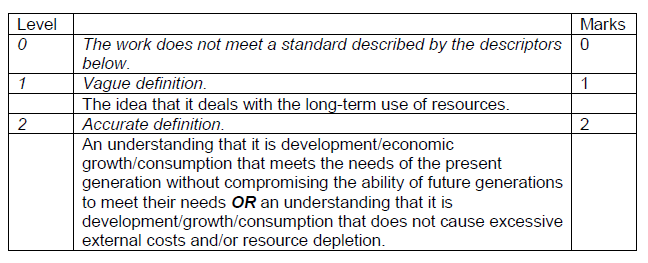 Level Marks
0 The work does not meet a standard described by the descriptors 0
below.
1 Vague definition. 1
The idea that it deals with the long-term use of resources.
2 Accurate definition. 2
An understanding that it is development/economic
growth/consumption that meets the needs of the present
generation without compromising the ability of future generations
to meet their needs OR an understanding that it is
development/growth/consumption that does not cause excessive
external costs and/or resource depletion.